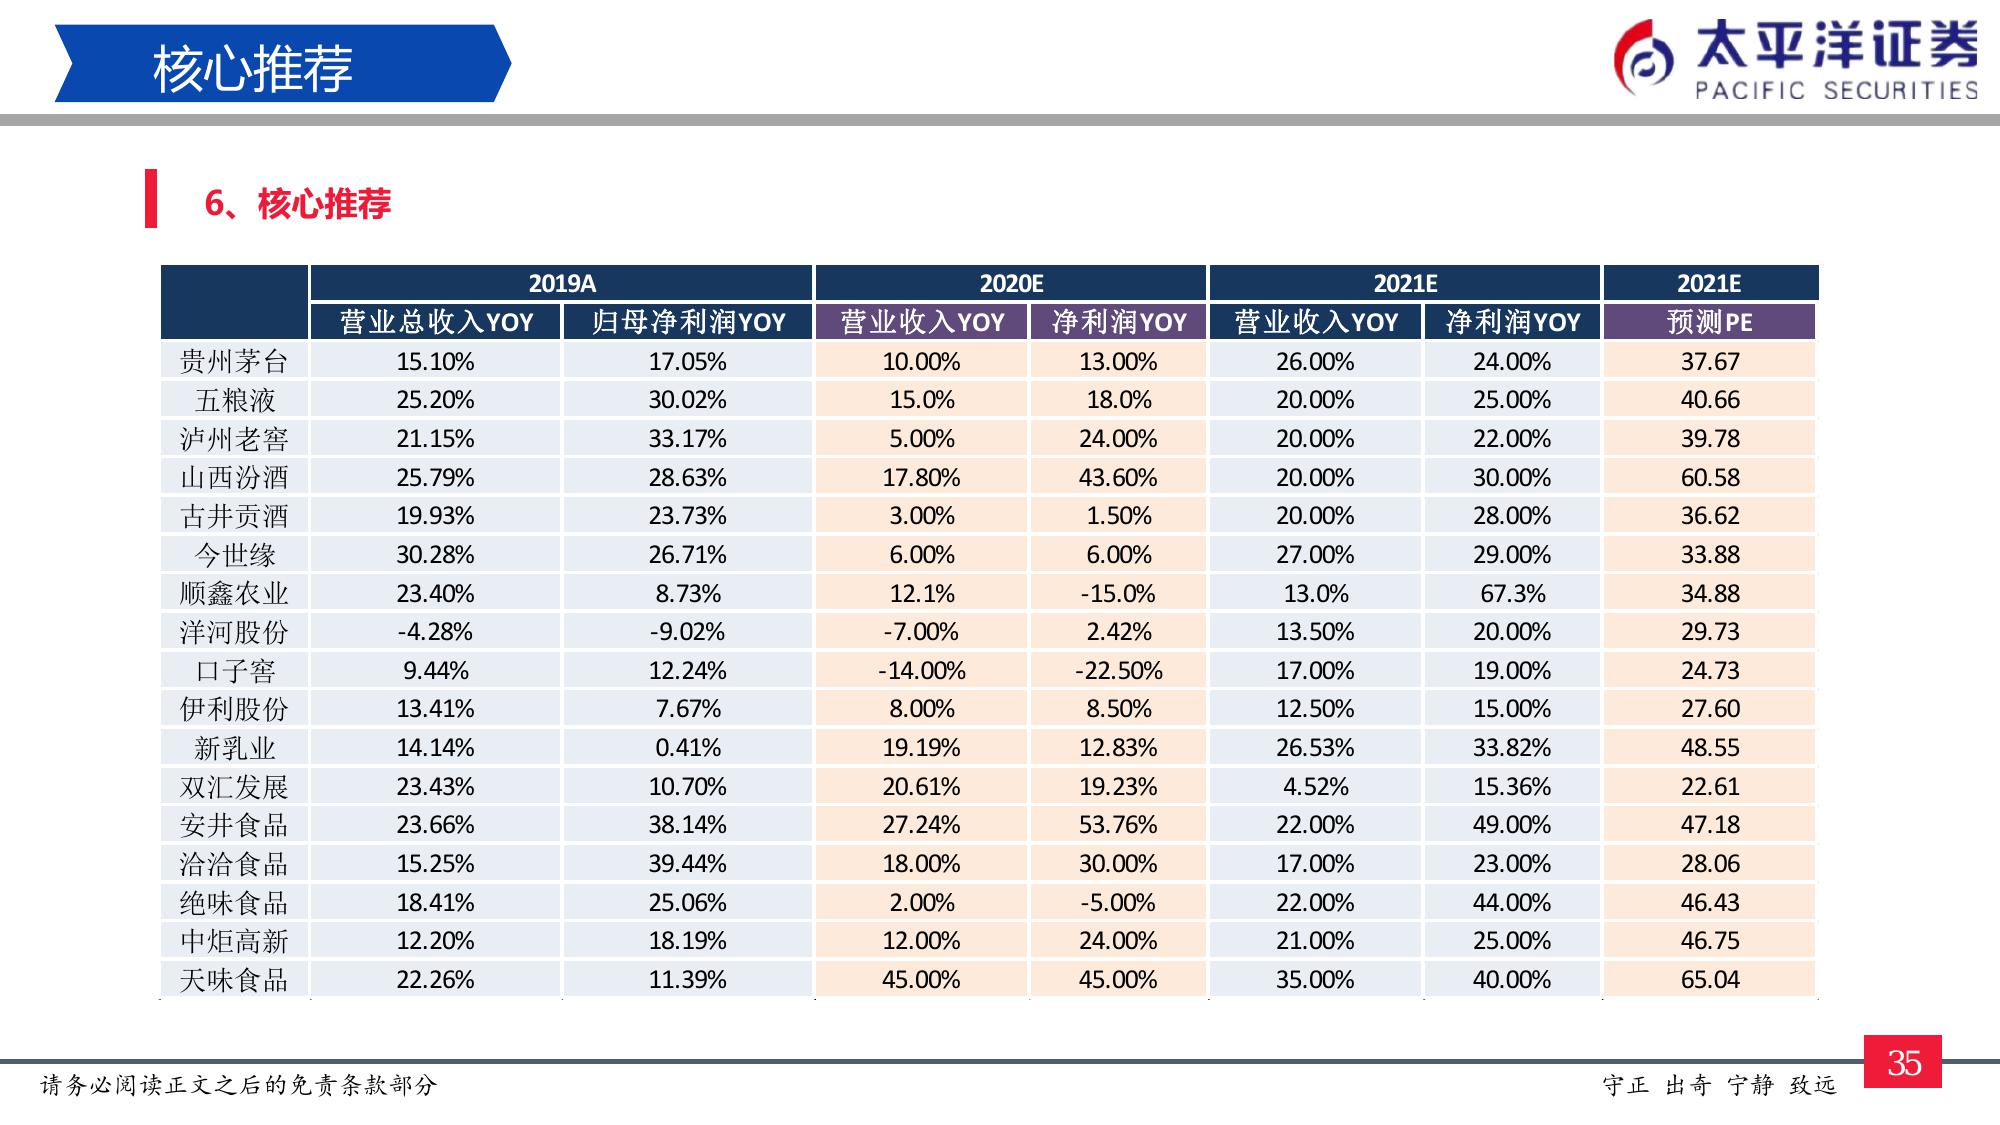 核心推荐
太平洋证券
PACIFIC SECURITIES
6、核心推荐
2019A 2020E 2021E 2021E
营业总收入YOY 归母净利润YOY 营业收入YOY 净利润YOY 营业收入YOY 净利润YOY 预测PE
贵州茅台 15.10% 17.05% 10.00% 13.00% 26.00% 24.00% 37.67
五粮液 25.20% 30.02% 15.0% 18.0% 20.00% 25.00% 40.66
泸州老窖 21.15% 33.17% 5.00% 24.00% 20.00% 22.00% 39.78
山西汾酒 25.79% 28.63% 17.80% 43.60% 20.00% 30.00% 60.58
古井贡酒 19.93% 23.73% 3.00% 1.50% 20.00% 28.00% 36.62
今世缘 30.28% 26.71% 6.00% 6.00% 27.00% 29.00% 33.88
顺鑫农业 23.40% 8.73% 12.1% -15.0% 13.0% 67.3% 34.88
洋河股份 -4.28% -9.02% -7.00% 2.42% 13.50% 20.00% 29.73
口子窖 9.44% 12.24% -14.00% -22.50% 17.00% 19.00% 24.73
伊利股份 13.41% 7.67% 8.00% 8.50% 12.50% 15.00% 27.60
新乳业 14.14% 0.41% 19.19% 12.83% 26.53% 33.82% 48.55
双汇发展 23.43% 10.70% 20.61% 19.23% 4.52% 15.36% 22.61
安井食品 23.66% 38.14% 27.24% 53.76% 22.00% 49.00% 47.18
洽洽食品 15.25% 39.44% 18.00% 30.00% 17.00% 23.00% 28.06
绝味食品 18.41% 25.06% 2.00% -5.00% 22.00% 44.00% 46.43
中炬高新 12.20% 18.19% 12.00% 24.00% 21.00% 25.00% 46.75
天味食品 22.26% 11.39% 45.00% 45.00% 35.00% 40.00% 65.04
请务必阅读正文之后的免责条款部分
守正 出奇 宁静 致远
35